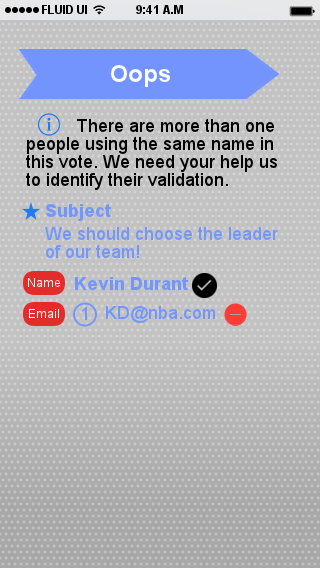 FLUID UI 9:41 A.M
Oops
There are more than one
people using the same name in
this vote. We need your help us
to identify their validation.
Subject
We should choose the leader
of our team!
Name Kevin Durant
Email 1 KD@nba.com